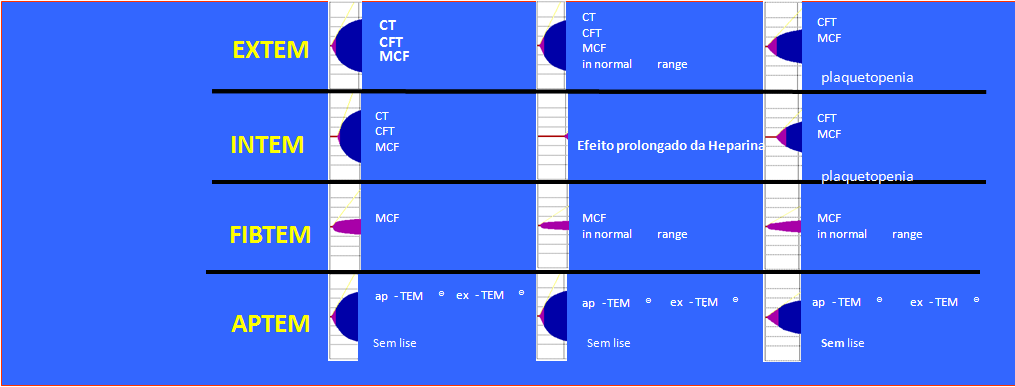 EXTEM
CT
CFT
MCF
CT
CFT
MCF
in normal range
CFT
MCF
plaquetopenia
INTEM
CT
CFT
MCF
Efeito prolongado da Heparina
CFT
MCF
plaquetopenia
FIBTEM
MCF
MCF
in normal range
MCF
in normal range
APTEM
ap -TEM ⊖ ex -TEM ⊖
Sem lise
ap -TEM ⊖ ex -TEM ⊖
Sem lise
ap -TEM ⊖ ex -TEM ⊖
Sem lise